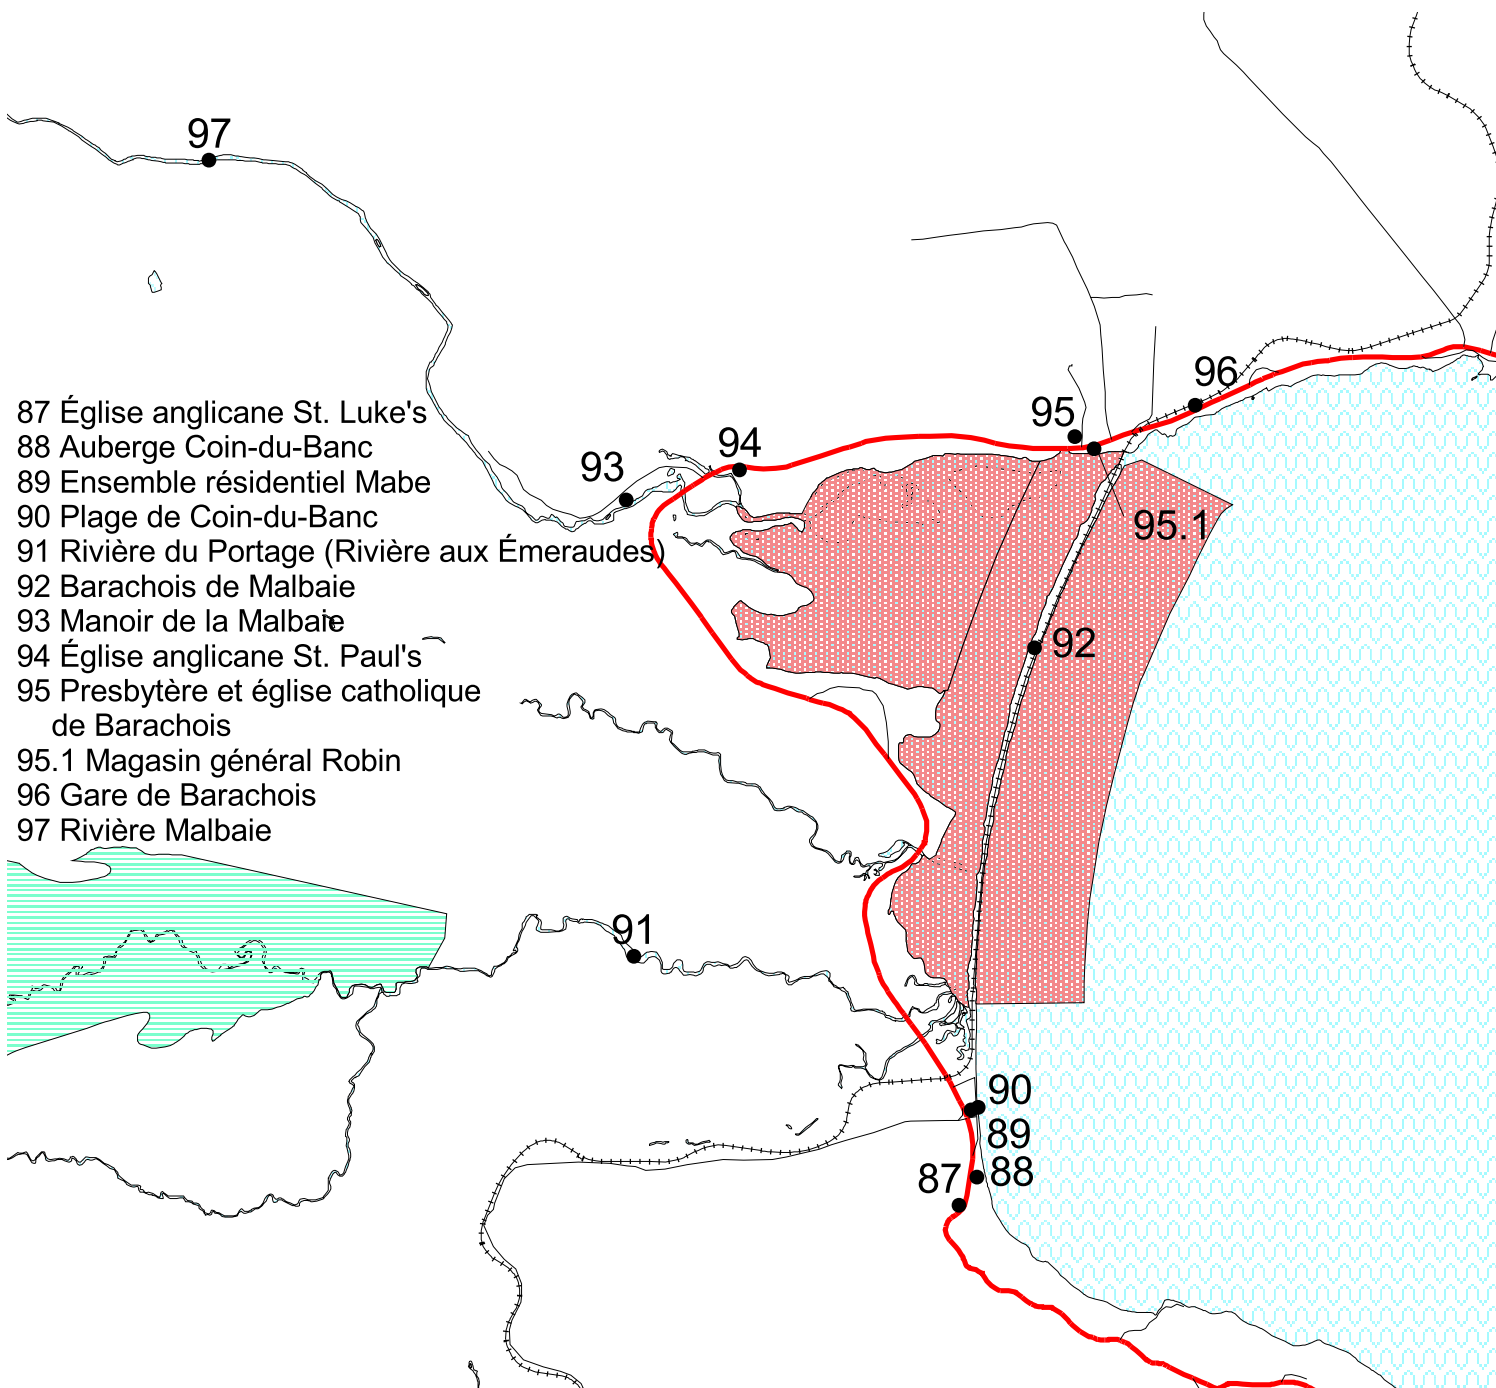 97
96
95
94
93
95.1
92
87 Église anglicane St. Luke's
88 Auberge Coin-du-Banc
89 Ensemble résidentiel Mabe
90 Plage de Coin-du-Banc
91 Rivière du Portage (Rivière aux Émeraudes)
92 Barachois de Malbaie
93 Manoir de la Malbaie
94 Église anglicane St. Paul's
95 Presbytère et église catholique
de Barachois
95.1 Magasin général Robin
96 Gare de Barachois
97 Rivière Malbaie
91
90
89
88
87